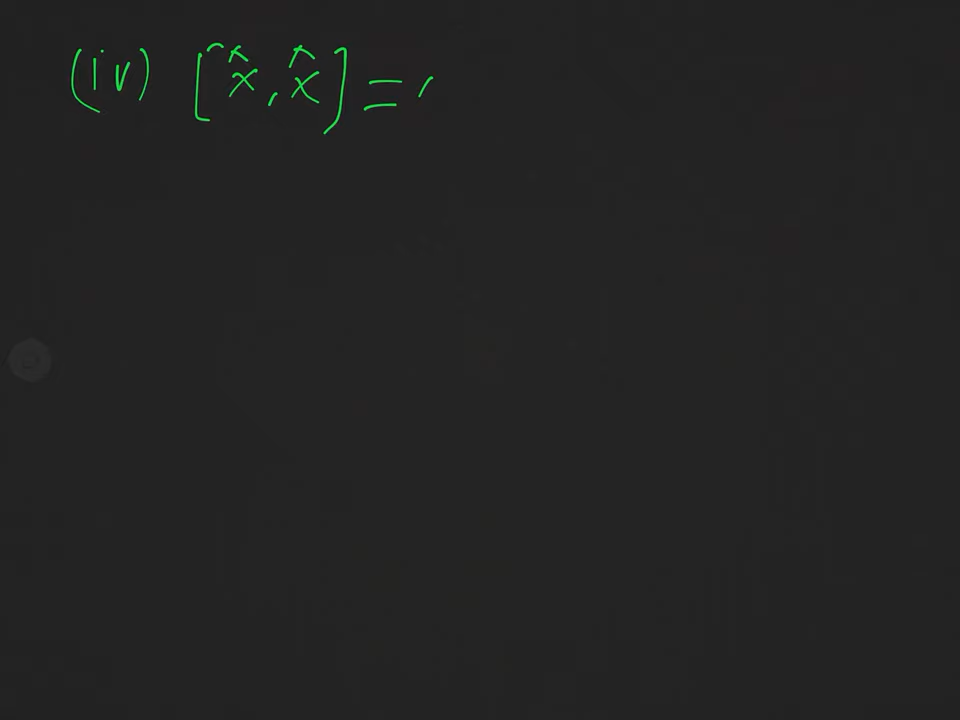 (iv) [x̂, x̂] =